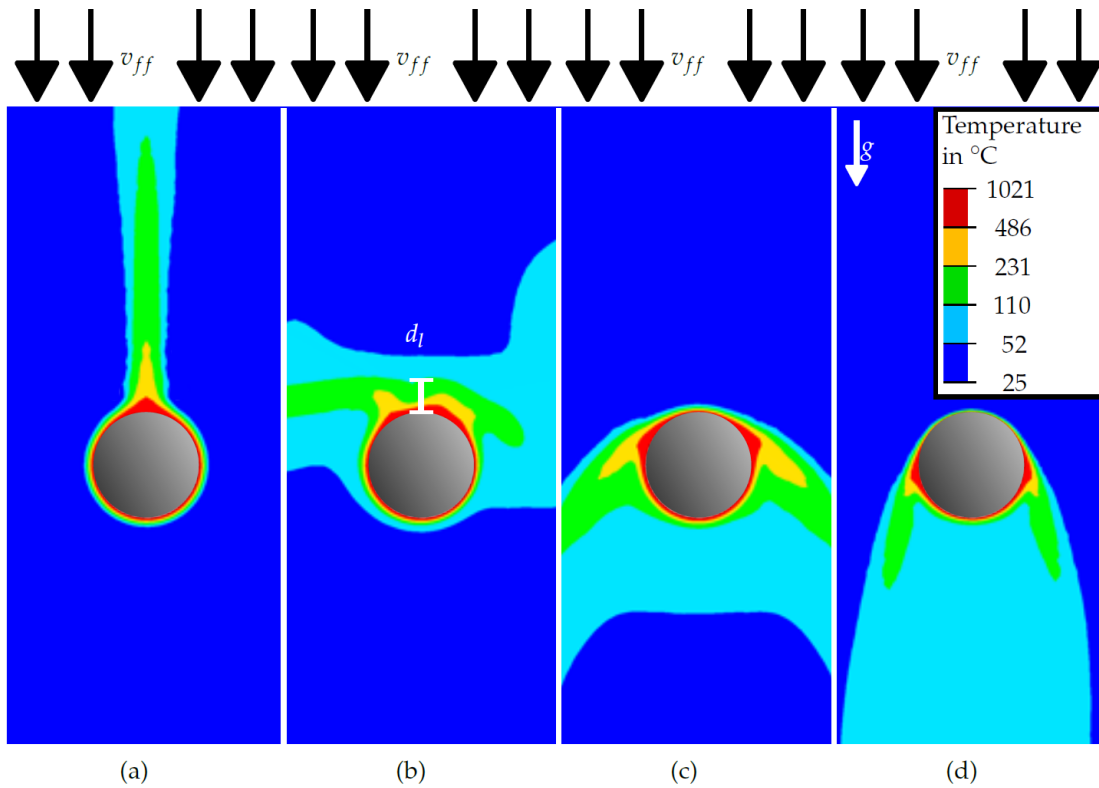 v_ff v_ff v_ff v_ff
g
Temperature
in °C
1021
486
231
110
52
25
d_l
(a) (b) (c) (d)